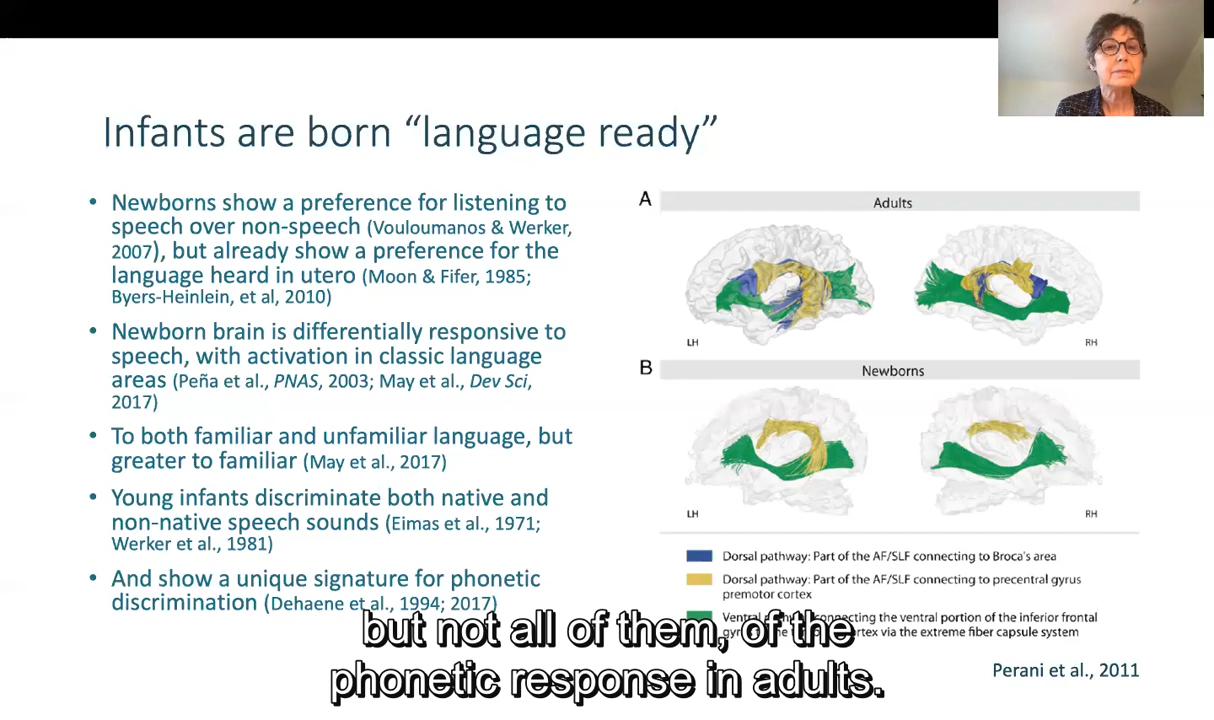 Infants are born “language ready”
• Newborns show a preference for listening to
speech over non-speech (Vouloumanos & Werker,
2007), but already show a preference for the
language heard in utero (Moon & Fifer, 1985;
Byers-Heinlein, et al, 2010)
• Newborn brain is differentially responsive to
speech, with activation in classic language
areas (Peña et al., PNAS, 2003; May et al., Dev Sci,
2017)
• To both familiar and unfamiliar language, but
greater to familiar (May et al., 2017)
• Young infants discriminate both native and
non-native speech sounds (Eimas et al., 1971;
Werker et al., 1981)
• And show a unique signature for phonetic
discrimination (Dehaene et al., 1994; 2017)
A
Adults
LH
RH
B
Newborns
LH
RH
Dorsal pathway: Part of the AF/SLF connecting to Broca's area
Dorsal pathway: Part of the AF/SLF connecting to precentral gyrus
premotor cortex
Ventral connecting the ventral portion of the inferior frontal
cortex via the extreme fiber capsule system
Perani et al., 2011
but not all of them, of the
phonetic response in adults.